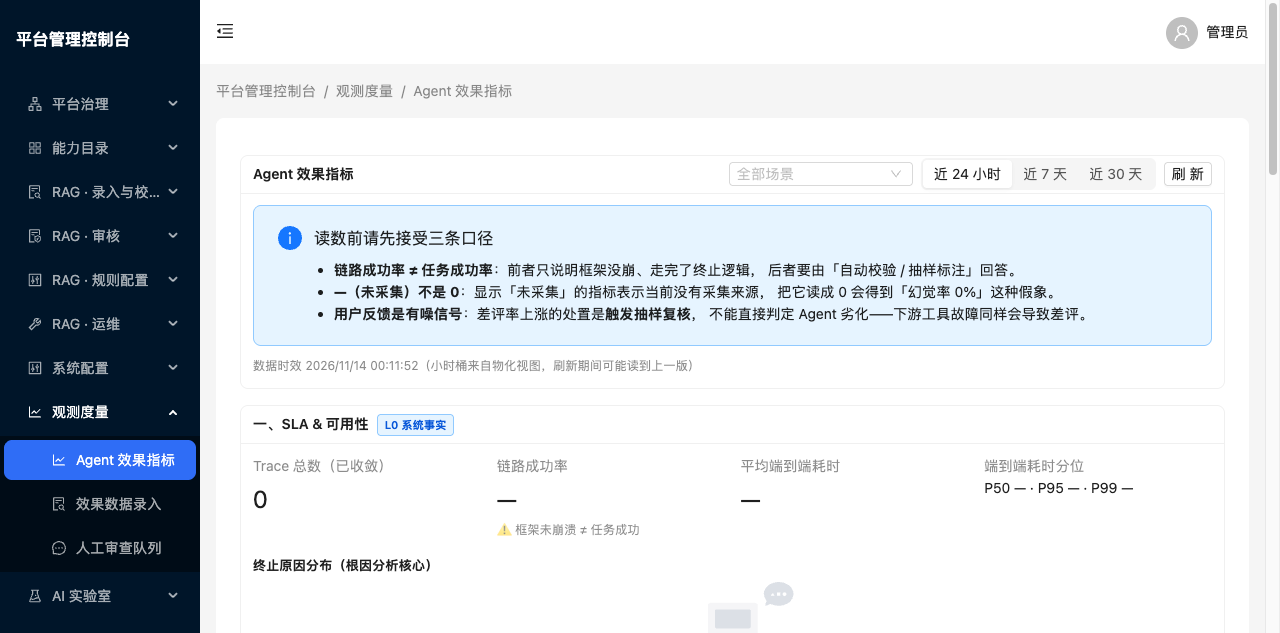 平台管理控制台
管理员
平台治理
能力目录
RAG · 录入与校...
RAG · 审核
RAG · 规则配置
RAG · 运维
系统配置
观测度量
Agent 效果指标
效果数据录入
人工审查队列
AI 实验室
平台管理控制台 / 观测度量 / Agent 效果指标
Agent 效果指标
全部场景
近 24 小时
近 7 天
近 30 天
刷 新
读数前请先接受三条口径
链路成功率 ≠ 任务成功率：前者只说明框架没崩、走完了终止逻辑， 后者要由「自动校验 / 抽样标注」回答。
—（未采集）不是 0：显示「未采集」的指标表示当前没有采集来源， 把它读成 0 会得到「幻觉率 0%」这种假象。
用户反馈是有噪信号：差评率上涨的处置是触发抽样复核， 不能直接判定 Agent 劣化——下游工具故障同样会导致差评。
数据时效 2026/11/14 00:11:52（小时桶来自物化视图，刷新期间可能读到上一版）
一、SLA & 可用性
L0 系统事实
Trace 总数（已收敛）
0
链路成功率
—
⚠️ 框架未崩溃 ≠ 任务成功
平均端到端耗时
—
端到端耗时分位
P50 — · P95 — · P99 —
终止原因分布（根因分析核心）